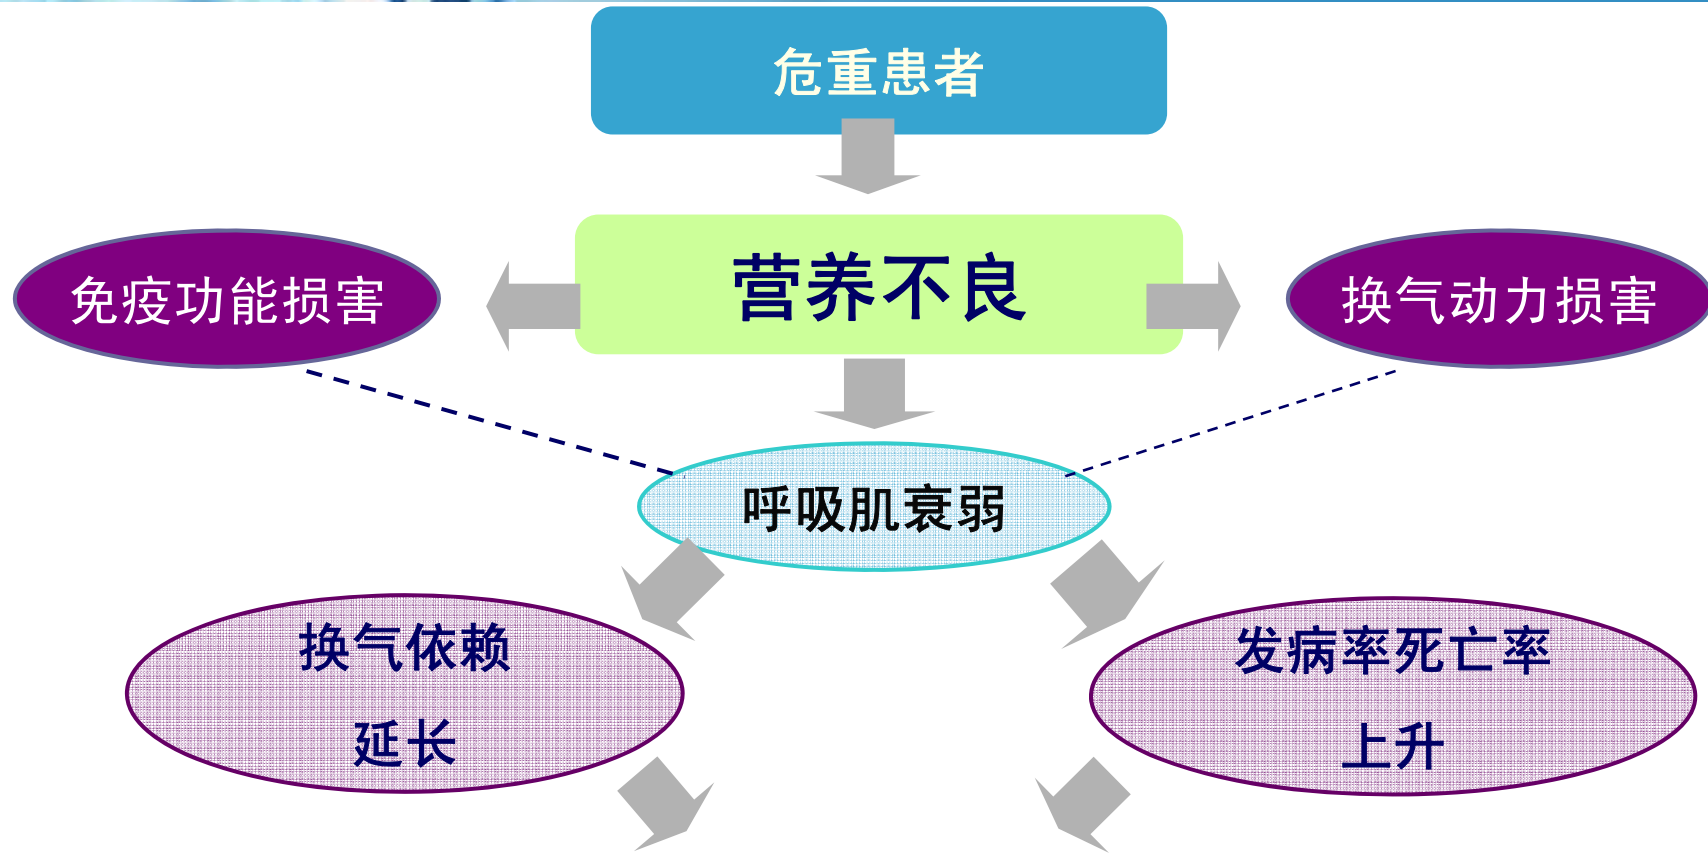 危重患者
营养不良
免疫功能损害
换气动力损害
呼吸肌衰弱
换气依赖
延长
发病率死亡率
上升